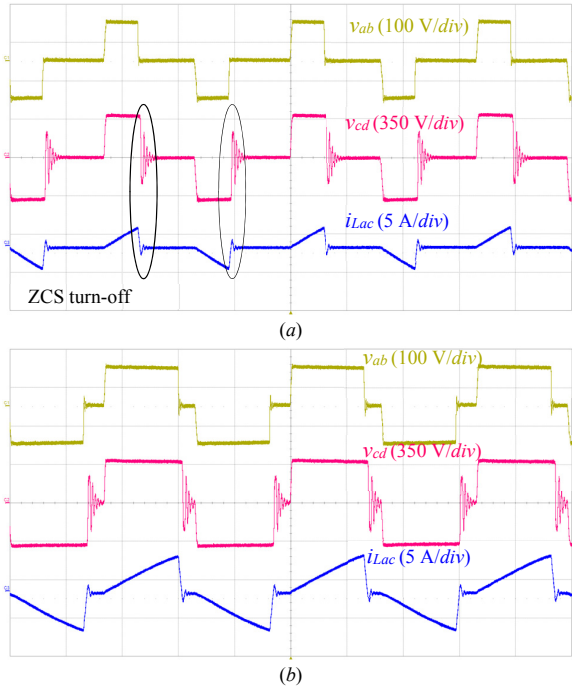 vab (100 V/div)
vcd (350 V/div)
iLac (5 A/div)
ZCS turn-off
(a)
vab (100 V/div)
vcd (350 V/div)
iLac (5 A/div)
(b)